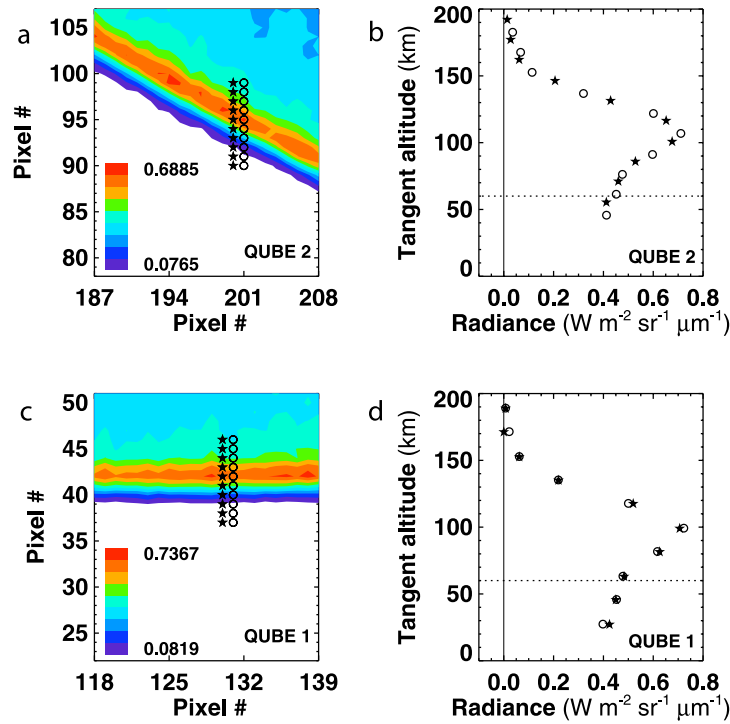 a
105
100
95
90
85
80
Pixel #
0.6885
0.0765
QUBE 2
187 194 201 208
Pixel #
b
200
150
100
50
0
Tangent altitude (km)
QUBE 2
0.0 0.2 0.4 0.6 0.8
Radiance (W m-2 sr-1 μm-1)
c
50
45
40
35
30
25
Pixel #
0.7367
0.0819
QUBE 1
118 125 132 139
Pixel #
d
200
150
100
50
0
Tangent altitude (km)
QUBE 1
0.0 0.2 0.4 0.6 0.8
Radiance (W m-2 sr-1 μm-1)